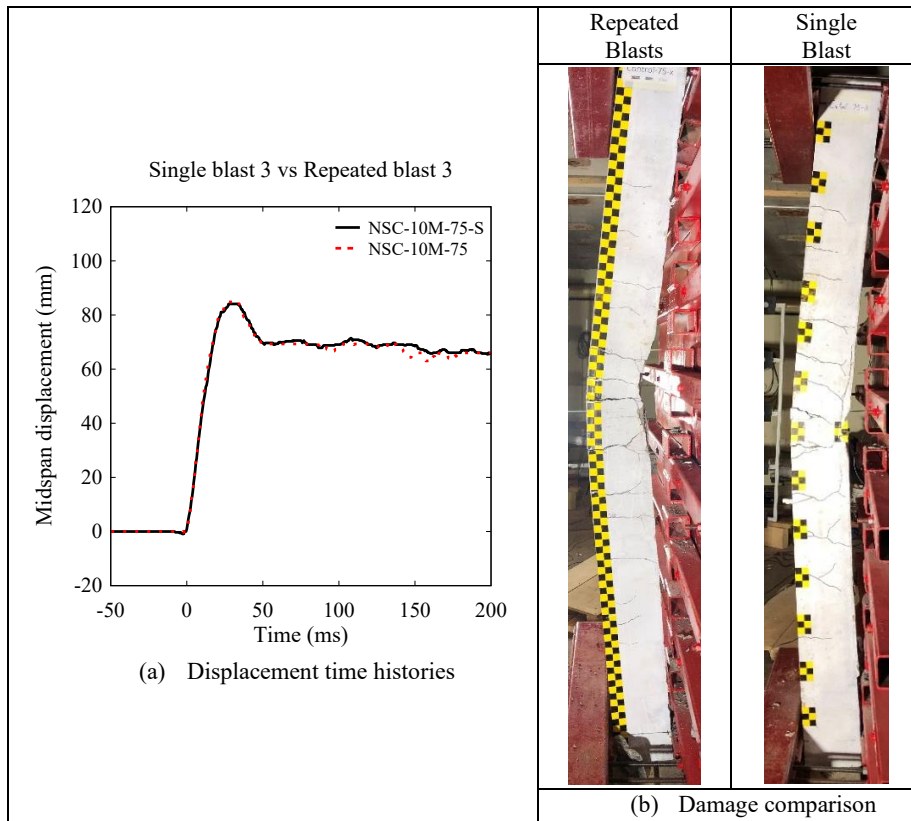 Single blast 3 vs Repeated blast 3
NSC-10M-75-S
NSC-10M-75
120
100
80
60
40
20
0
-20
Midspan displacement (mm)
-50
0
50
100
150
200
Time (ms)
(a) Displacement time histories
Repeated
Blasts
Single
Blast
Control-75-x
(b) Damage comparison